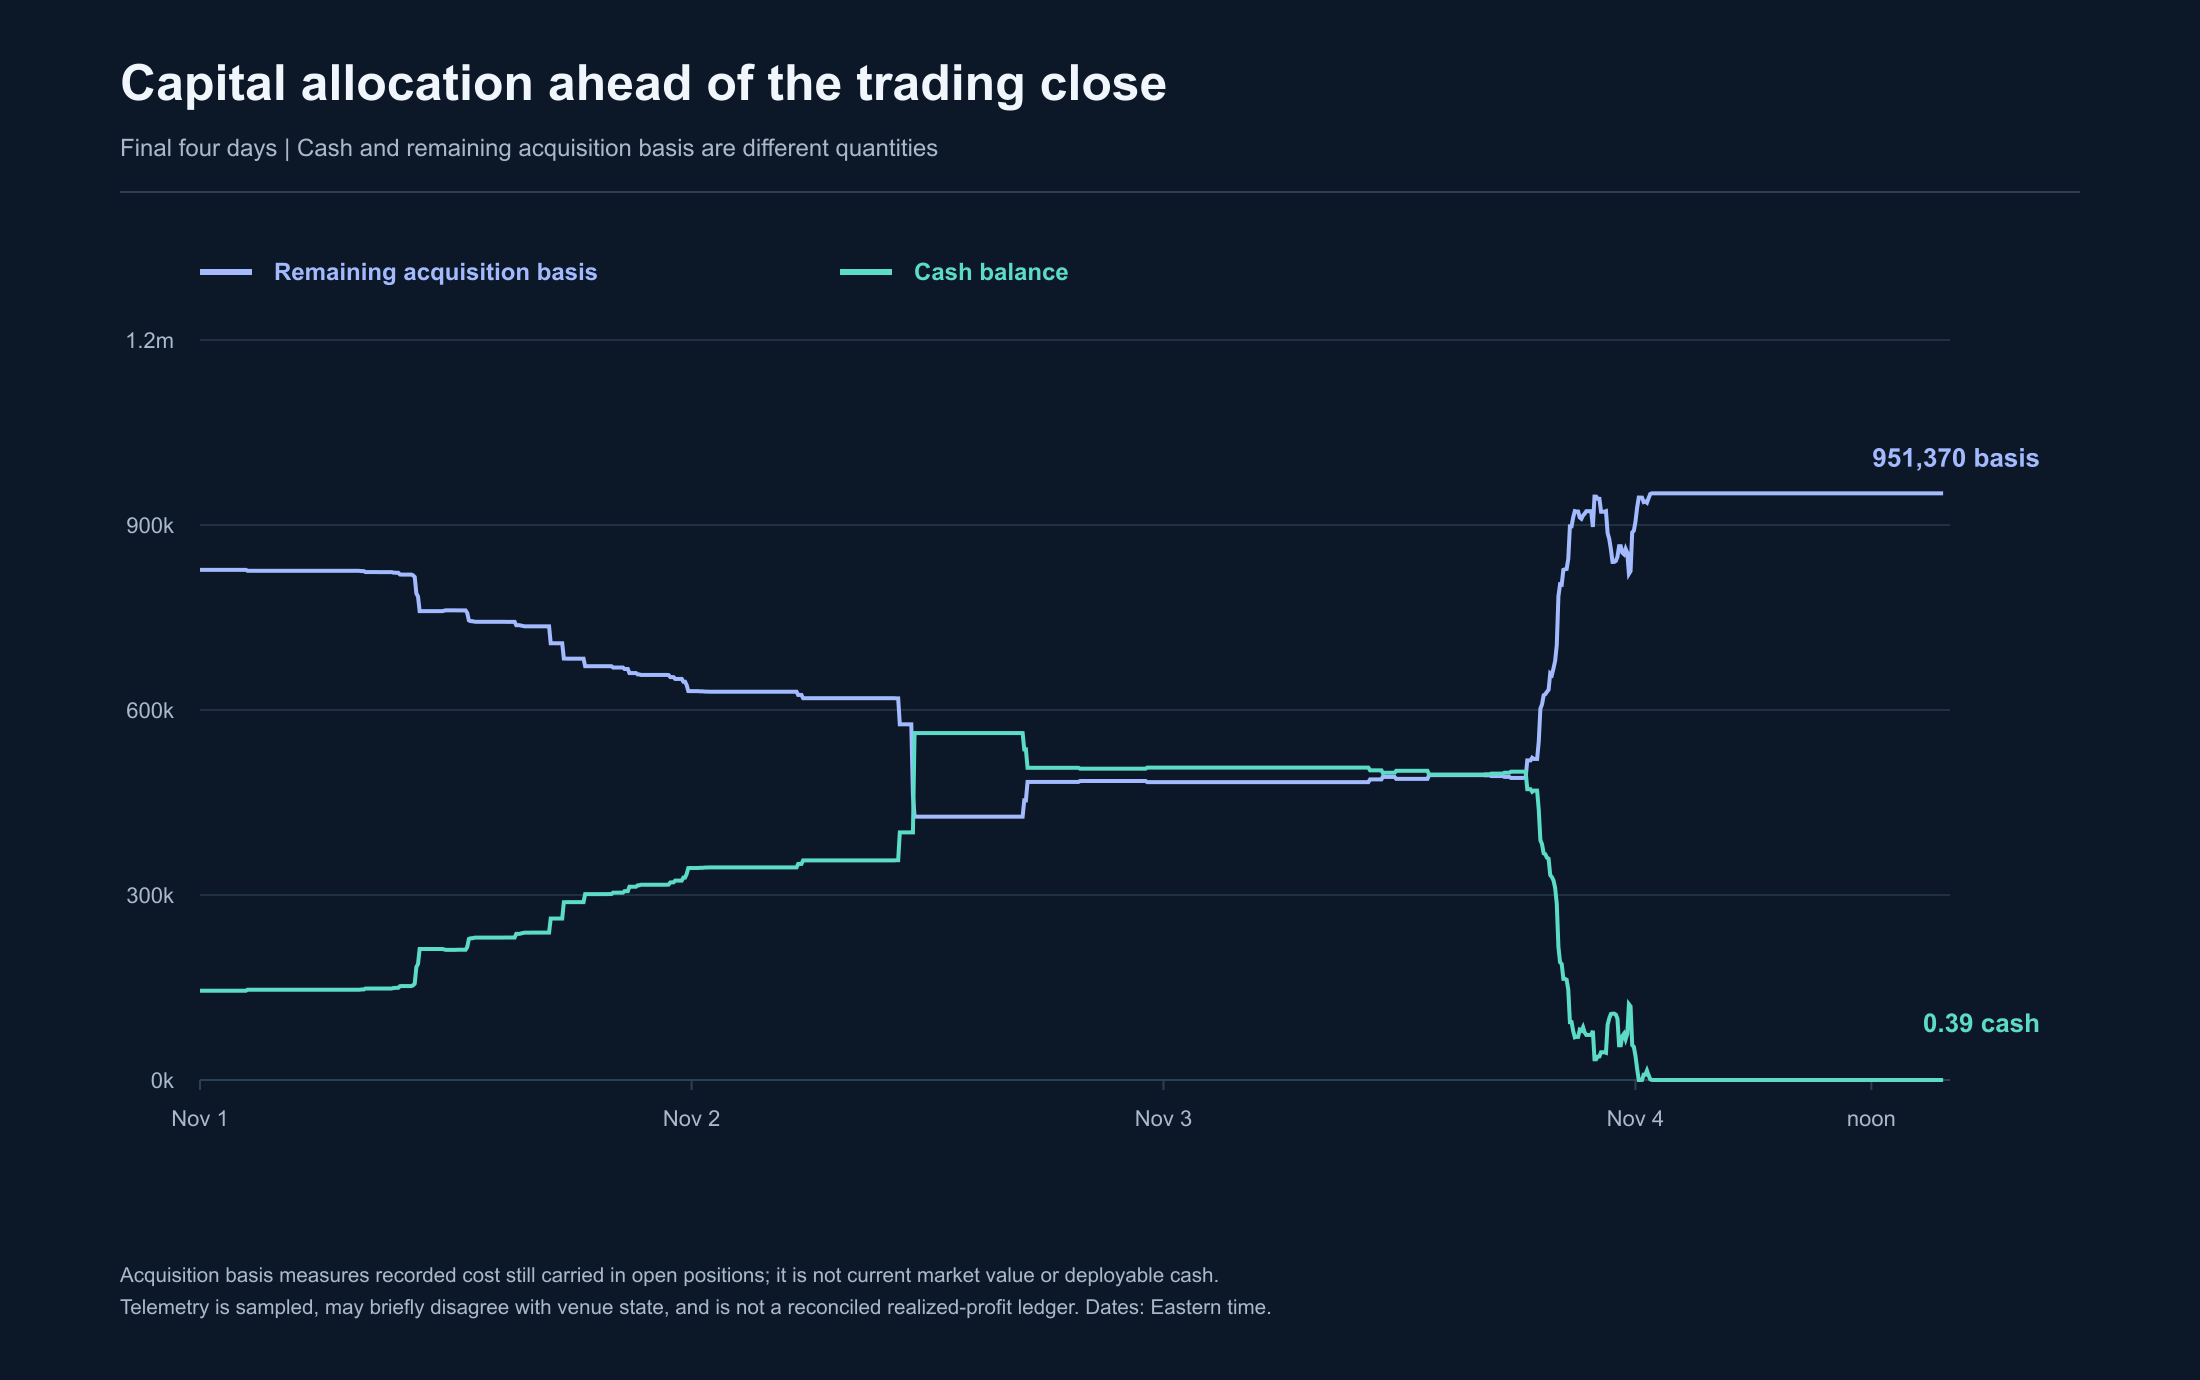 Capital allocation ahead of the trading close
Final four days | Cash and remaining acquisition basis are different quantities
Remaining acquisition basis
Cash balance
1.2m
951,370 basis
900k
600k
300k
0.39 cash
0k
Nov 1
Nov 2
Nov 3
Nov 4
noon
Acquisition basis measures recorded cost still carried in open positions; it is not current market value or deployable cash.
Telemetry is sampled, may briefly disagree with venue state, and is not a reconciled realized-profit ledger. Dates: Eastern time.